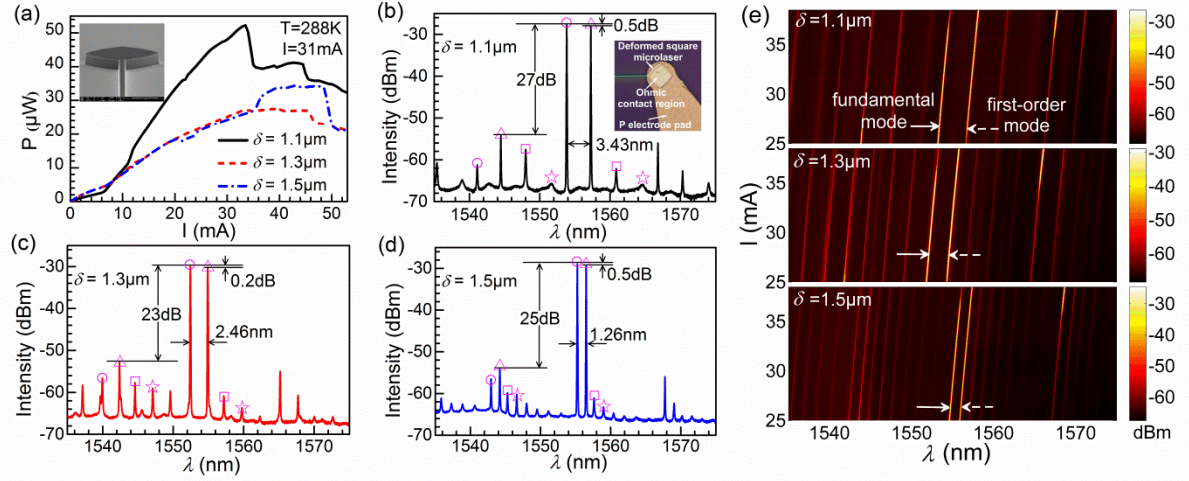 (a)
T=288K
I=31mA
P (μW)
50
40
30
20
10
0
δ = 1.1μm
δ = 1.3μm
δ = 1.5μm
0 10 20 30 40 50
I (mA)
(b)
δ = 1.1μm
0.5dB
27dB
3.43nm
Deformed square
microlaser
Ohmic
contact region
P electrode pad
Intensity (dBm)
-30
-40
-50
-60
-70
1540 1550 1560 1570
λ (nm)
(c)
δ = 1.3μm
0.2dB
23dB
2.46nm
Intensity (dBm)
-30
-40
-50
-60
-70
1540 1550 1560 1570
λ (nm)
(d)
δ = 1.5μm
0.5dB
25dB
1.26nm
Intensity (dBm)
-30
-40
-50
-60
-70
1540 1550 1560 1570
λ (nm)
(e)
δ = 1.1μm
fundamental
mode
first-order
mode
35
30
25
-30
-40
-50
-60
δ = 1.3μm
I (mA)
35
30
25
-30
-40
-50
-60
δ = 1.5μm
35
30
25
-30
-40
-50
-60
dBm
1540 1550 1560 1570
λ (nm)